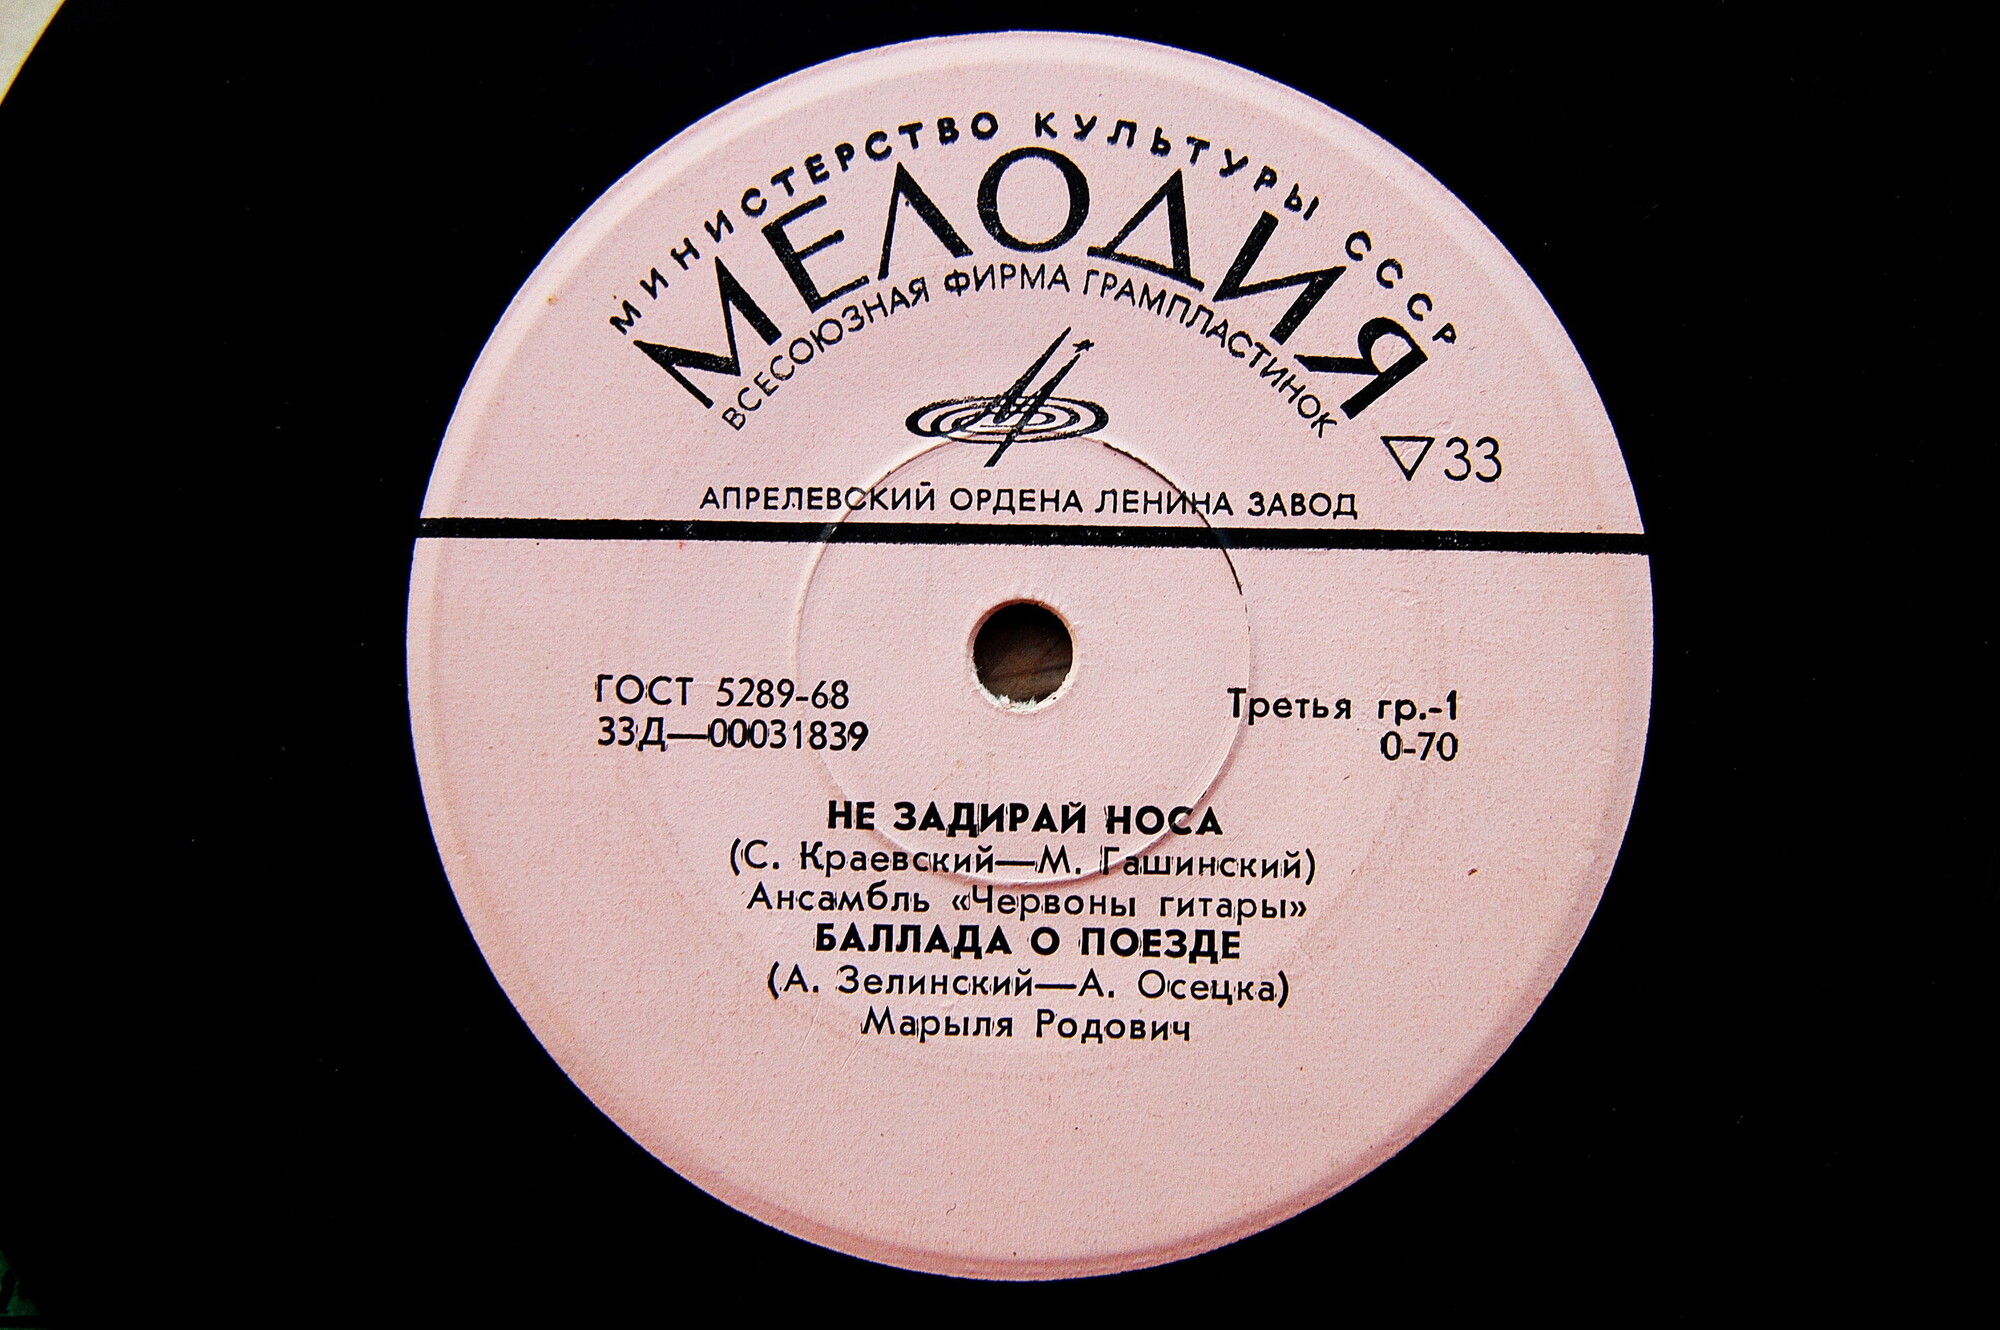 МИНИСТЕРСТВО КУЛЬТУРЫ СССР
МЕЛОДИЯ
ВСЕСОЮЗНАЯ ФИРМА ГРАМПЛАСТИНОК
33
АПРЕЛЕВСКИЙ ОРДЕНА ЛЕНИНА ЗАВОД
ГОСТ 5289-68
33Д—00031839
Третья гр.-1
0-70
НЕ ЗАДИРАЙ НОСА
(С. Краевский—М. Гашинский)
Ансамбль «Червоны гитары»
БАЛЛАДА О ПОЕЗДЕ
(А. Зелинский—А. Осецка)
Марыля Родович